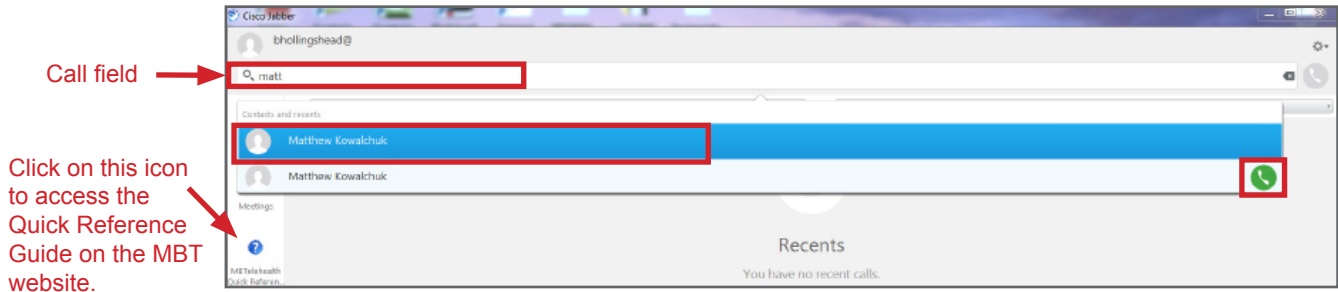 Cisco Jabber
bhollingshead@
Call field
matt
Contacts and recents
Matthew Kowalchuk
Matthew Kowalchuk
Click on this icon
to access the
Quick Reference
Guide on the MBT
website.
Meetings
MBTelehealth
Quick Referen...
Recents
You have no recent calls.